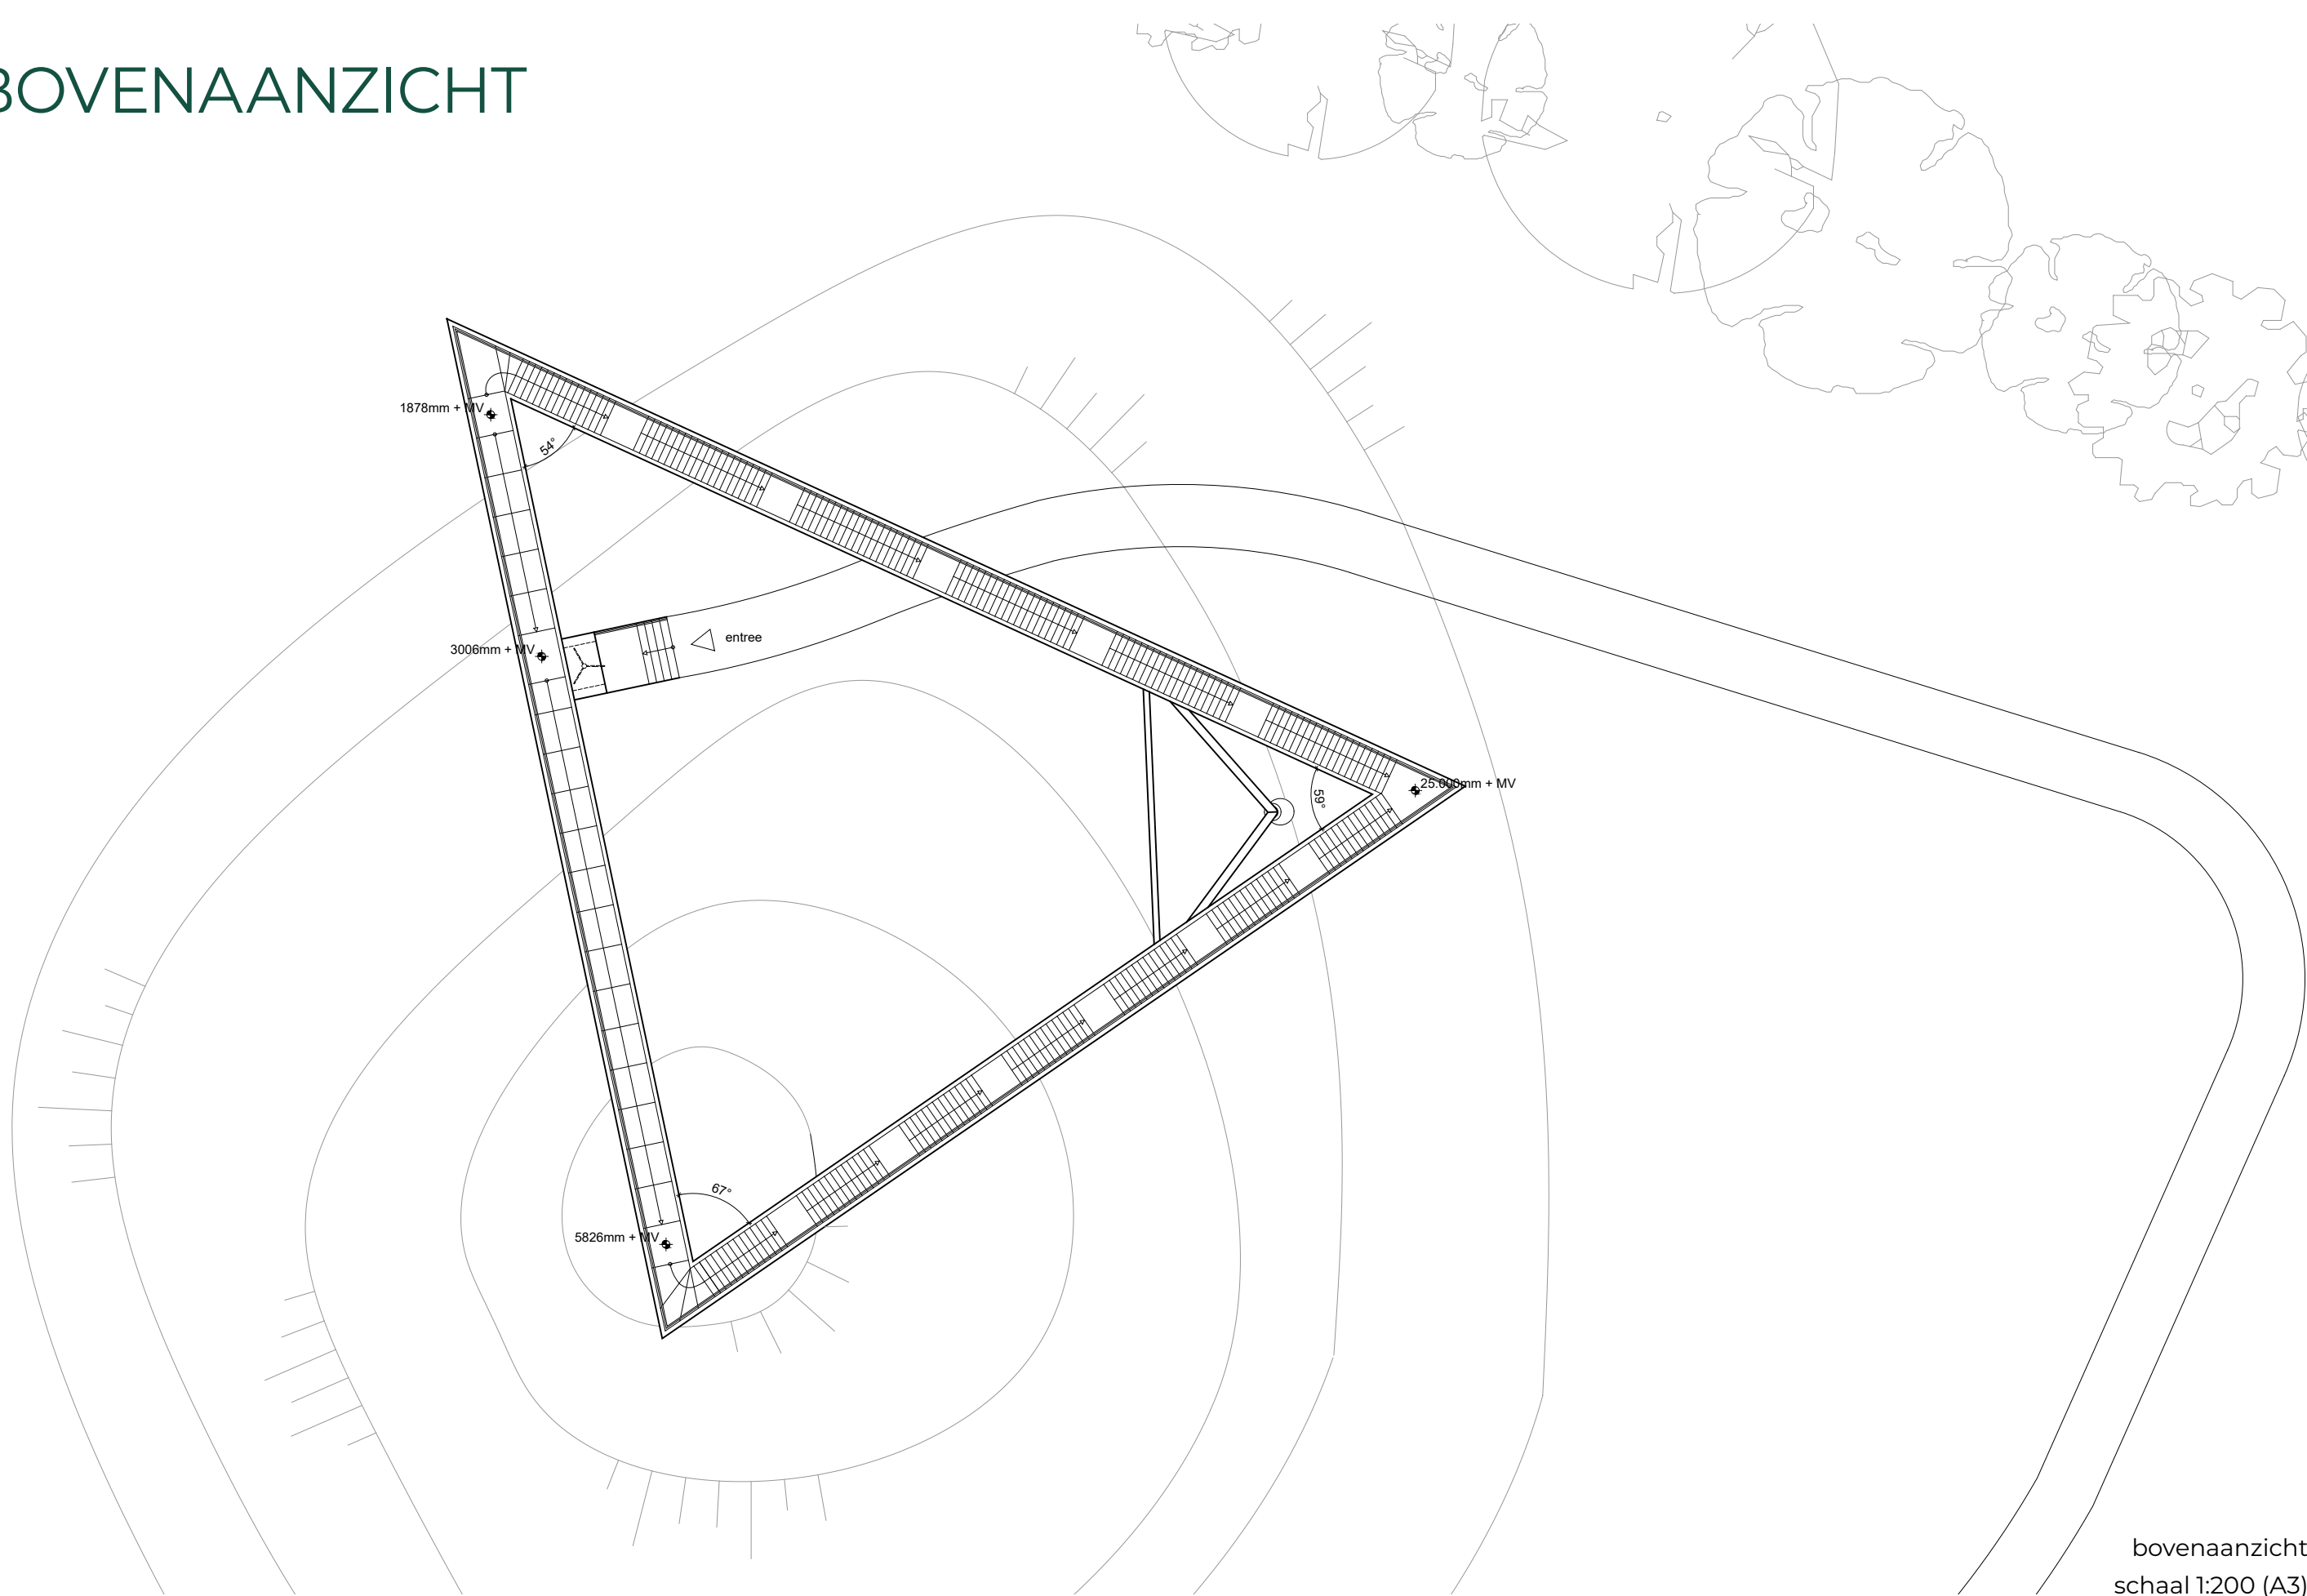 BOVENAANZICHT
1878mm + MV
54°
3006mm + MV
entree
25.000mm + MV
59°
67°
5826mm + MV
bovenaanzicht
schaal 1:200 (A3)